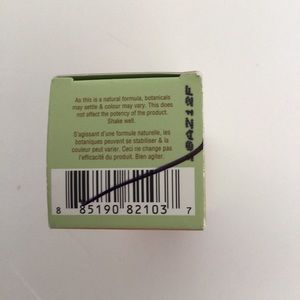 As this is a natural formula, botanicals
may settle & colour may vary. This does
not affect the potency of the product.
Shake well.
S'agissant d'une formule naturelle, les
botaniques peuvent se stabiliser & la
couleur peut varier. Ceci ne change pas
l'efficacité du produit. Bien agiter.
8 85190 82103 7